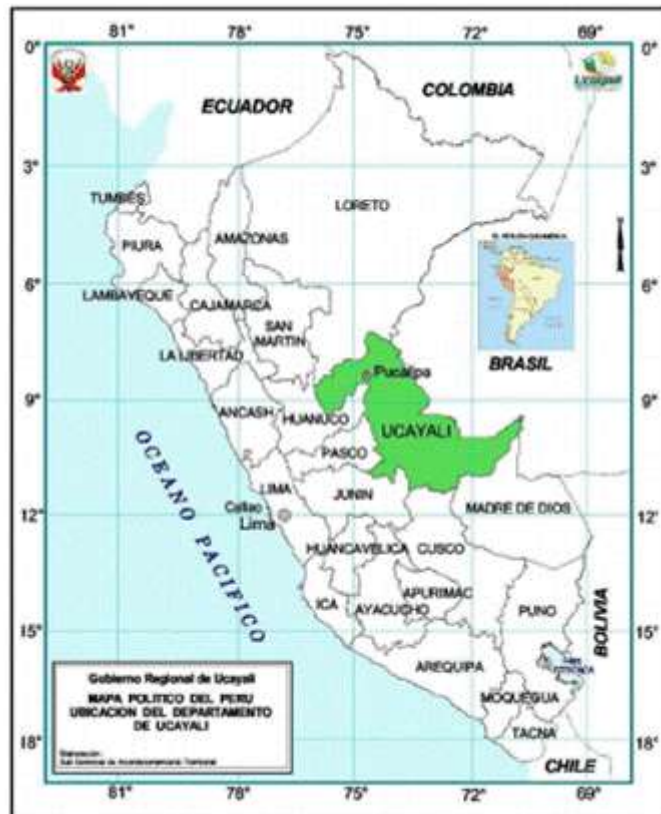 81° 78° 75° 72° 69°
0°
ECUADOR
COLOMBIA
Ucayali
3°
TUMBES
LORETO
PIURA
AMAZONAS
6°
LAMBAYEQUE
CAJAMARCA
SAN
MARTIN
LA LIBERTAD
BRASIL
Pucallpa
9°
ANCASH
HUANUCO
UCAYALI
PASCO
LIMA
JUNIN
MADRE DE DIOS
Callao
Lima
12°
OCEANO PACIFICO
HUANCAVELICA
CUSCO
ICA
AYACUCHO
APURIMAC
PUNO
BOLIVIA
15°
AREQUIPA
MOQUEGUA
TACNA
18°
CHILE
Gobierno Regional de Ucayali
MAPA POLITICO DEL PERU
UBICACION DEL DEPARTAMENTO
DE UCAYALI
81° 78° 75° 72° 69°
0°
3°
6°
9°
12°
15°
18°